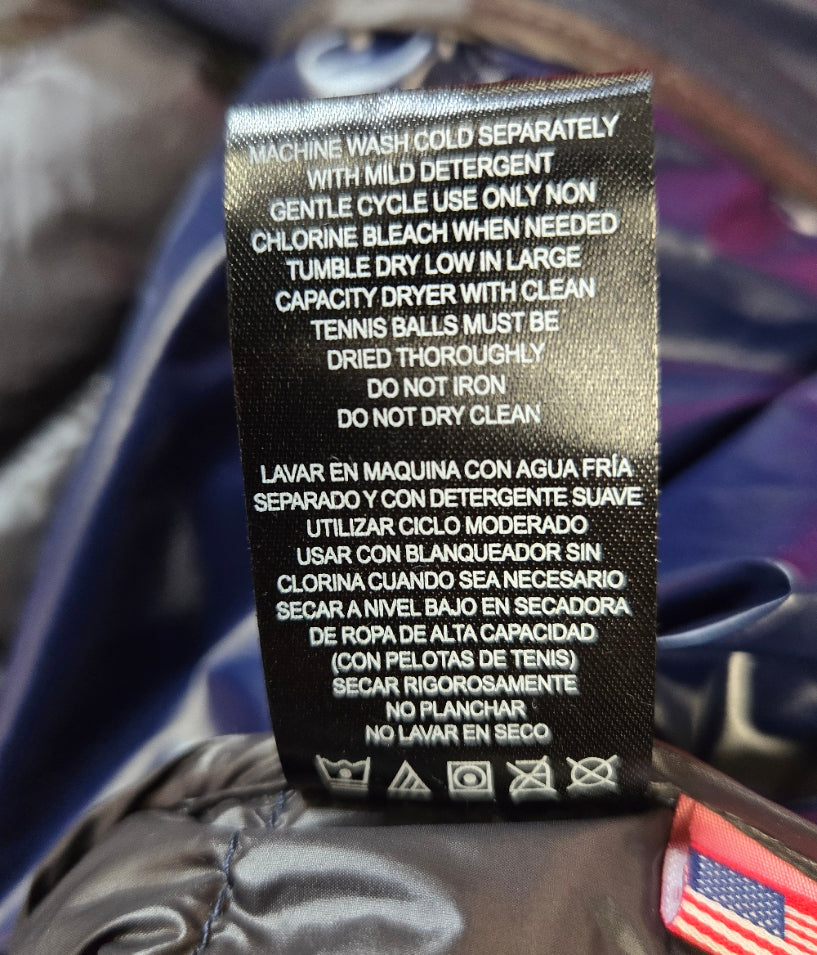 MACHINE WASH COLD SEPARATELY
WITH MILD DETERGENT
GENTLE CYCLE USE ONLY NON
CHLORINE BLEACH WHEN NEEDED
TUMBLE DRY LOW IN LARGE
CAPACITY DRYER WITH CLEAN
TENNIS BALLS MUST BE
DRIED THOROUGHLY
DO NOT IRON
DO NOT DRY CLEAN
LAVAR EN MAQUINA CON AGUA FRÍA
SEPARADO Y CON DETERGENTE SUAVE
UTILIZAR CICLO MODERADO
USAR CON BLANQUEADOR SIN
CLORINA CUANDO SEA NECESARIO
SECAR A NIVEL BAJO EN SECADORA
DE ROPA DE ALTA CAPACIDAD
(CON PELOTAS DE TENIS)
SECAR RIGOROSAMENTE
NO PLANCHAR
NO LAVAR EN SECO